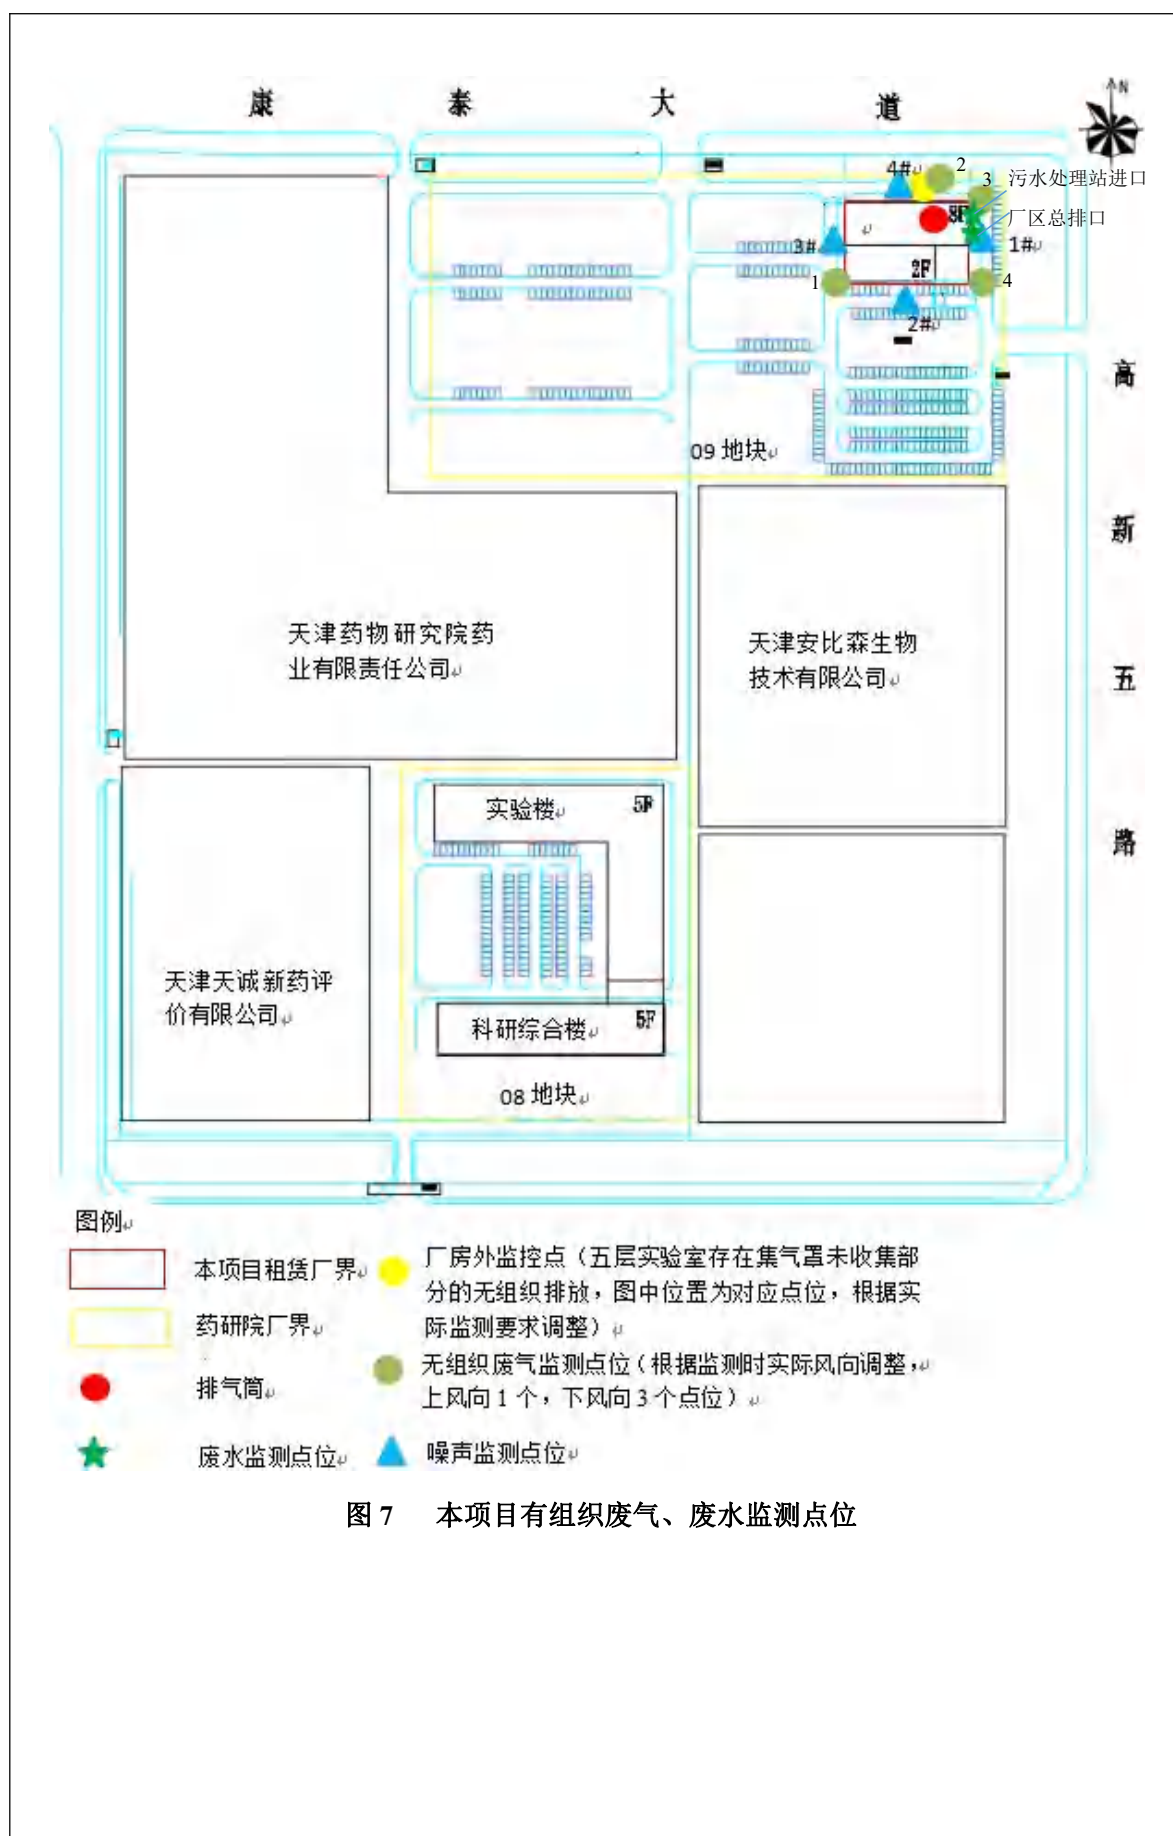 康 泰 大 道
N
4#
2
3
污水处理站进口
8F
厂区总排口
3#
1#
2F
1
4
2#
高
新
五
路
09 地块
天津药物研究院药
业有限责任公司
天津安比森生物
技术有限公司
实验楼
5F
天津天诚新药评
价有限公司
科研综合楼
5F
08 地块
图例
本项目租赁厂界
厂房外监控点（五层实验室存在集气罩未收集部
分的无组织排放，图中位置为对应点位，根据实
际监测要求调整）
药研院厂界
无组织废气监测点位（根据监测时实际风向调整，
上风向 1 个，下风向 3 个点位）
排气筒
废水监测点位
噪声监测点位
图 7 本项目有组织废气、废水监测点位